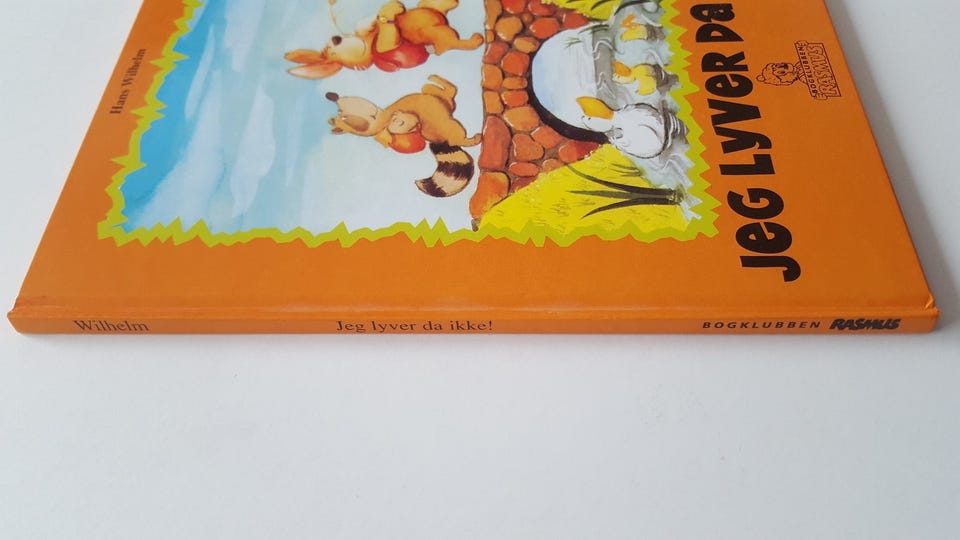 Hans Wilhelm
JEG LYVER DA
BOGKLUBBEN
RASMUS
Wilhelm
Jeg lyver da ikke!
BOGKLUBBEN RASMUS